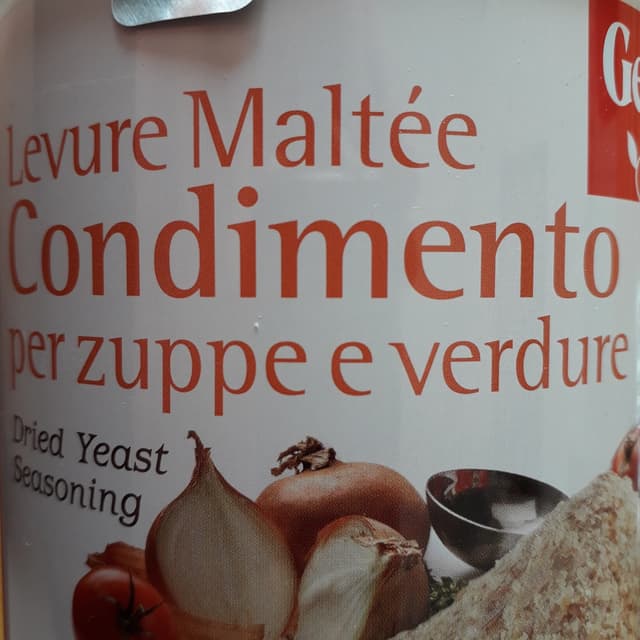 Levure Maltée
Condimento
per zuppe e verdure
Dried Yeast
Seasoning